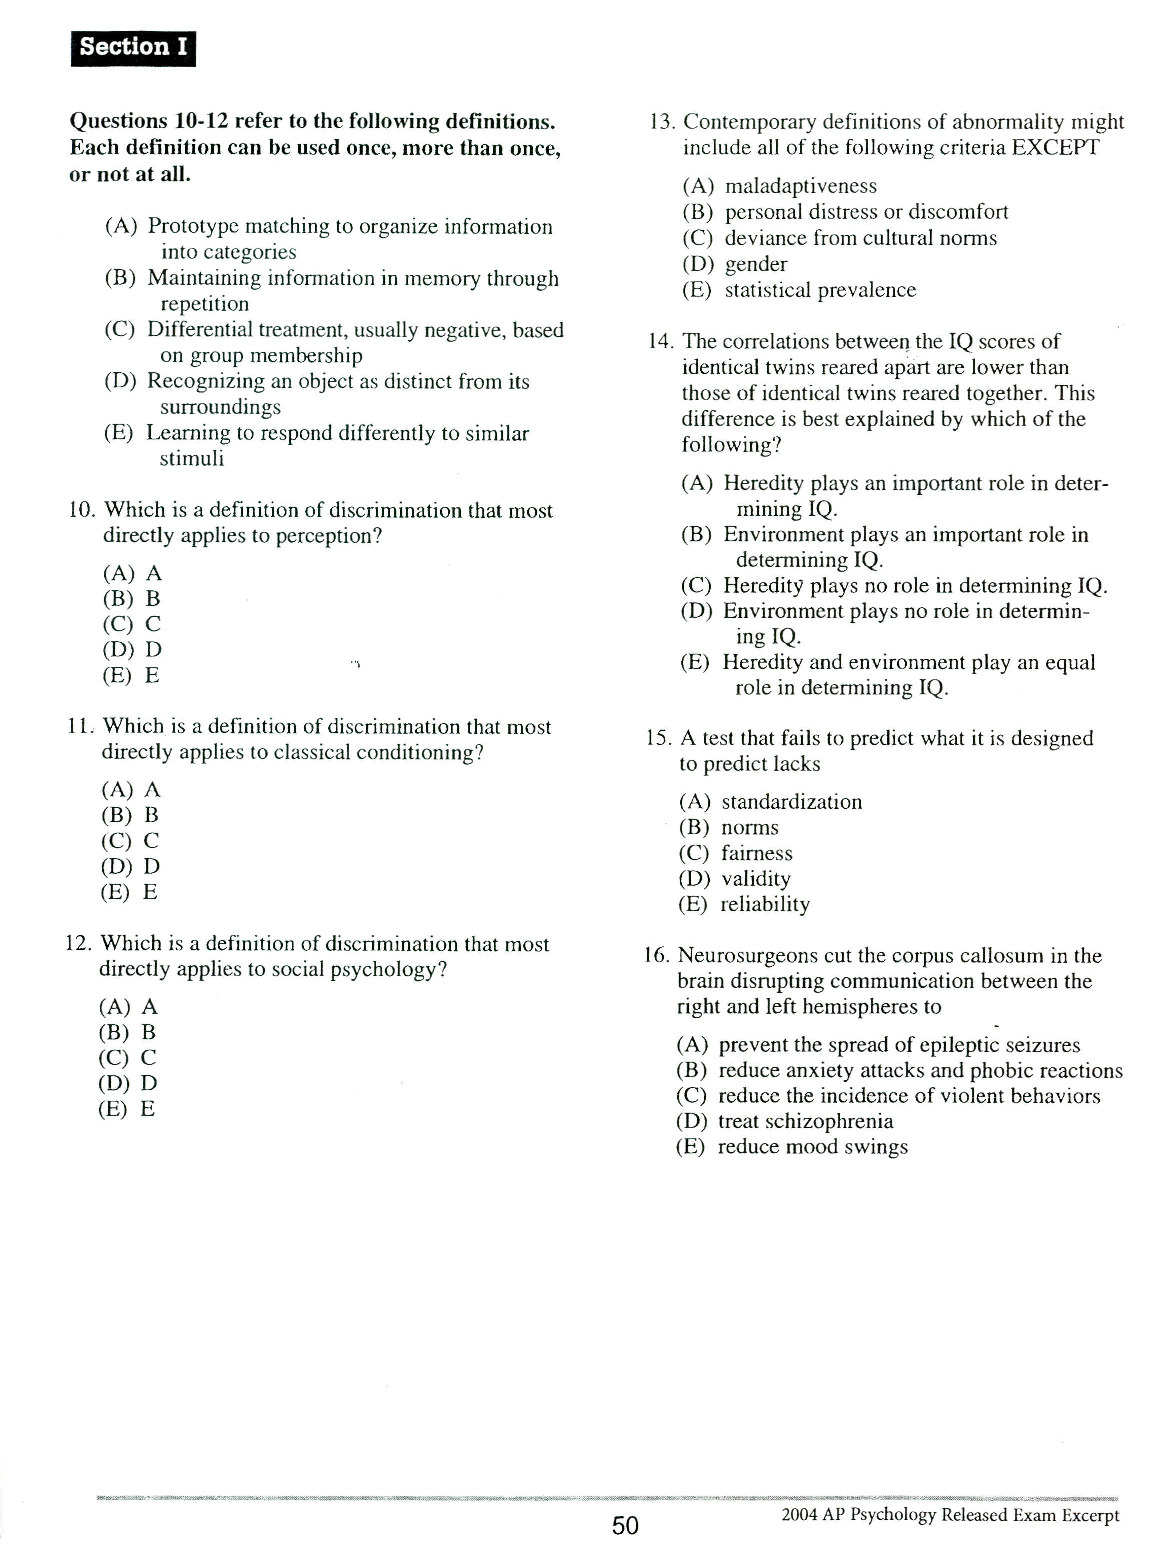 Section I
Questions 10-12 refer to the following definitions.
Each definition can be used once, more than once,
or not at all.
(A) Prototype matching to organize information
into categories
(B) Maintaining information in memory through
repetition
(C) Differential treatment, usually negative, based
on group membership
(D) Recognizing an object as distinct from its
surroundings
(E) Learning to respond differently to similar
stimuli
10. Which is a definition of discrimination that most
directly applies to perception?
(A) A
(B) B
(C) C
(D) D
(E) E
11. Which is a definition of discrimination that most
directly applies to classical conditioning?
(A) A
(B) B
(C) C
(D) D
(E) E
12. Which is a definition of discrimination that most
directly applies to social psychology?
(A) A
(B) B
(C) C
(D) D
(E) E
13. Contemporary definitions of abnormality might
include all of the following criteria EXCEPT
(A) maladaptiveness
(B) personal distress or discomfort
(C) deviance from cultural norms
(D) gender
(E) statistical prevalence
14. The correlations between the IQ scores of
identical twins reared apart are lower than
those of identical twins reared together. This
difference is best explained by which of the
following?
(A) Heredity plays an important role in deter-
mining IQ.
(B) Environment plays an important role in
determining IQ.
(C) Heredity plays no role in determining IQ.
(D) Environment plays no role in determin-
ing IQ.
(E) Heredity and environment play an equal
role in determining IQ.
15. A test that fails to predict what it is designed
to predict lacks
(A) standardization
(B) norms
(C) fairness
(D) validity
(E) reliability
16. Neurosurgeons cut the corpus callosum in the
brain disrupting communication between the
right and left hemispheres to
(A) prevent the spread of epileptic seizures
(B) reduce anxiety attacks and phobic reactions
(C) reduce the incidence of violent behaviors
(D) treat schizophrenia
(E) reduce mood swings
2004 AP Psychology Released Exam Excerpt
50